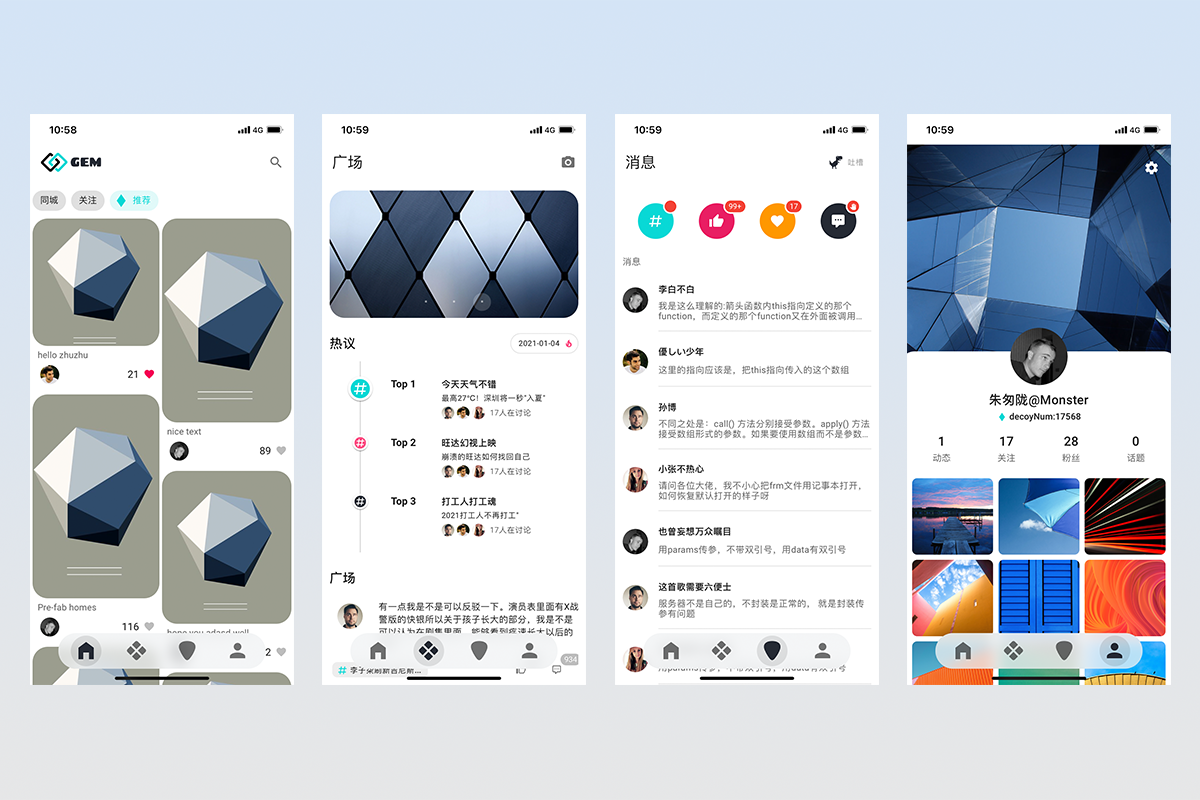 10:58
4G
GEM
同城
关注
推荐
hello zhuzhu
21
nice text
89
Pre-fab homes
116
hope you adasd well
2
10:59
4G
广场
热议
2021-01-04
Top 1
今天天气不错
最高27°C！深圳将一秒“入夏”
17人在讨论
Top 2
旺达幻视上映
崩溃的旺达如何找回自己
17人在讨论
Top 3
打工人打工魂
2021打工人不再打工”
17人在讨论
广场
有一点我是不是可以反驳一下。演员表里面有X战
警版的快银所以关于孩子长大的部分，我是不是
可以认为在剧集里面，能够看到疾速长大以后的
934
10:59
4G
消息
吐槽
99+
17
消息
李白不白
我是这么理解的:箭头函数内this指向定义的那个
function，而定义的那个function又在外面被调用...
優しい少年
这里的指向应该是，把this指向传入的这个数组
孙博
不同之处是：call() 方法分别接受参数。apply() 方法
接受数组形式的参数。如果要使用数组而不是参数...
小张不热心
请问各位大佬，我不小心把frm文件用记事本打开，
如何恢复默认打开的样子呀
也曾妄想万众瞩目
用params传参，不带双引号，用data有双引号
这首歌需要六便士
服务器不是自己的，不封装是正常的， 就是封装传
参有问题
用params传参，不带双引号，用data有双引号
10:59
4G
朱匆陇@Monster
decoyNum:17568
1
17
28
0
动态
关注
粉丝
话题